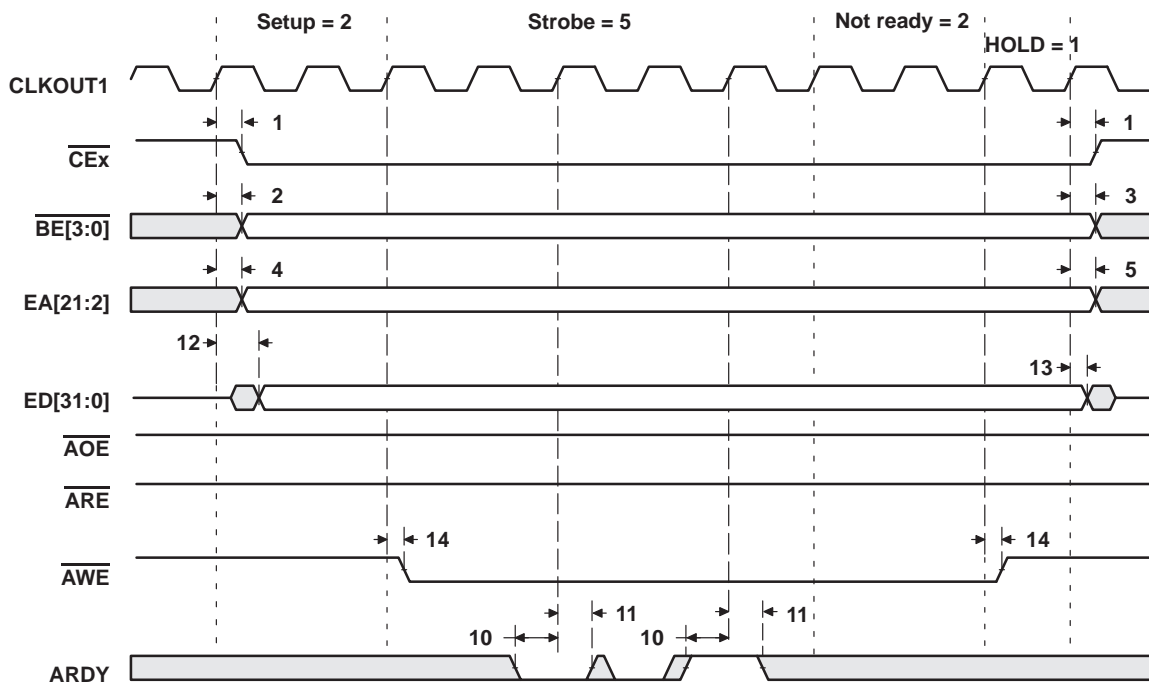 Setup = 2
Strobe = 5
Not ready = 2
HOLD = 1
CLKOUT1
1
1
CEx
2
3
BE[3:0]
4
5
EA[21:2]
12
13
ED[31:0]
AOE
ARE
14
14
AWE
10
11
10
11
ARDY